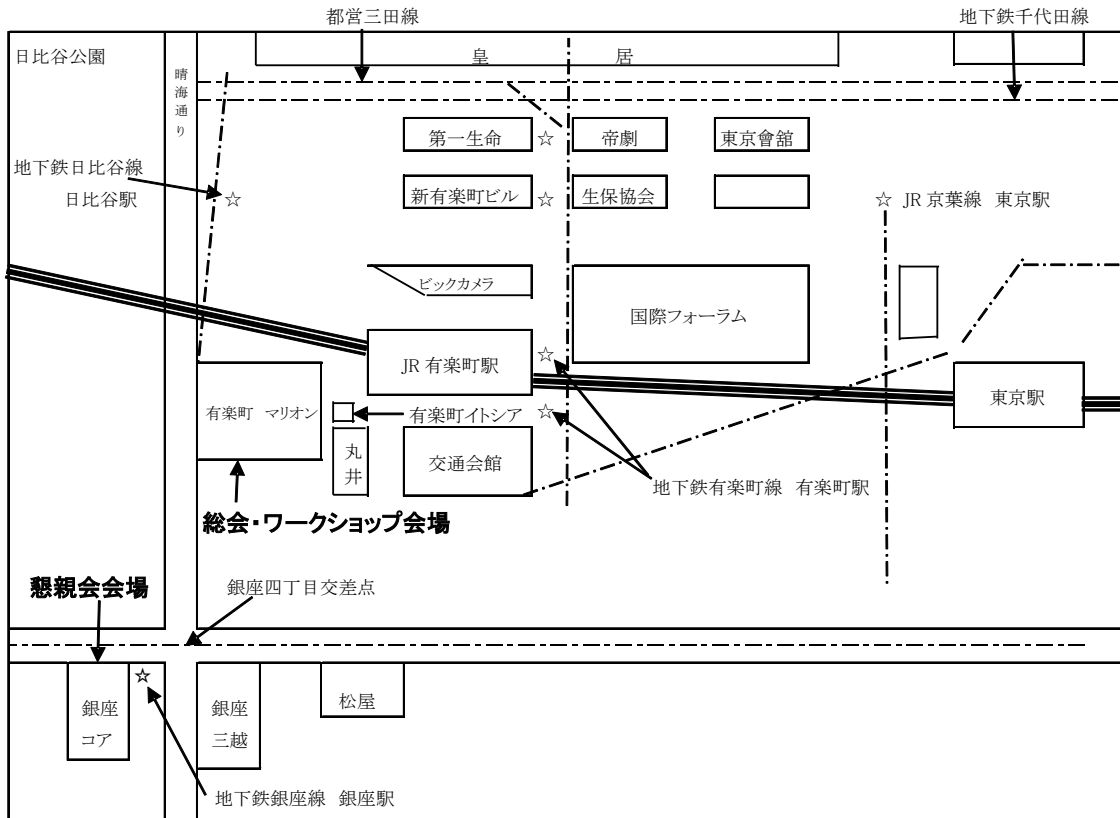 都営三田線
地下鉄千代田線
日比谷公園
皇 居
晴海通り
第一生命
☆
帝劇
東京會舘
地下鉄日比谷線
日比谷駅
☆
新有楽町ビル
☆
生保協会
☆ JR 京葉線 東京駅
ビックカメラ
国際フォーラム
JR 有楽町駅
☆
東京駅
有楽町 マリオン
有楽町イトシア
☆
丸井
交通会館
地下鉄有楽町線 有楽町駅
総会・ワークショップ会場
懇親会会場
銀座四丁目交差点
☆
銀座
コア
銀座
三越
松屋
地下鉄銀座線 銀座駅